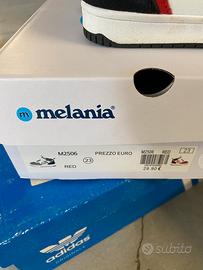 m melania®
M2506 PREZZO EURO M2506 RED 23
23
RED 29.90 €
adidas
subito